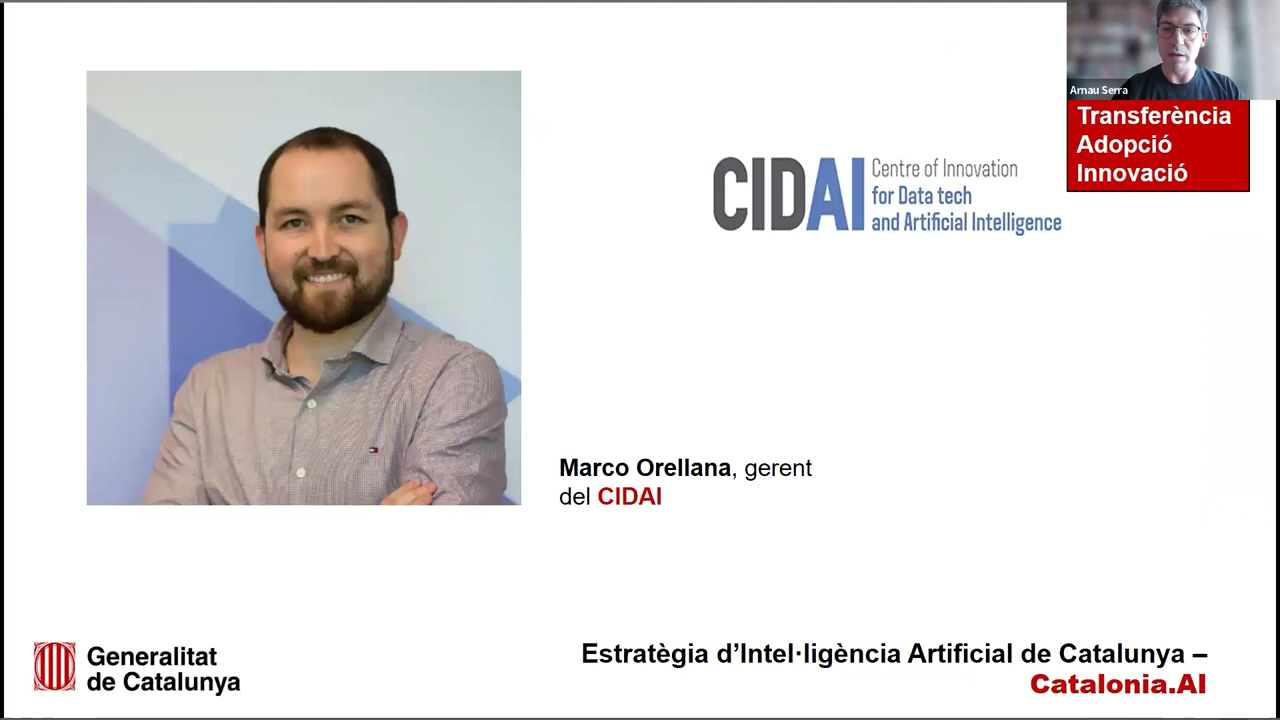 Arnau Serra
Transferència
Adopció
Innovació
CIDAI
Centre of Innovation
for Data tech
and Artificial Intelligence
Marco Orellana, gerent
del CIDAI
Generalitat
de Catalunya
Estratègia d’Intel·ligència Artificial de Catalunya –
Catalonia.AI